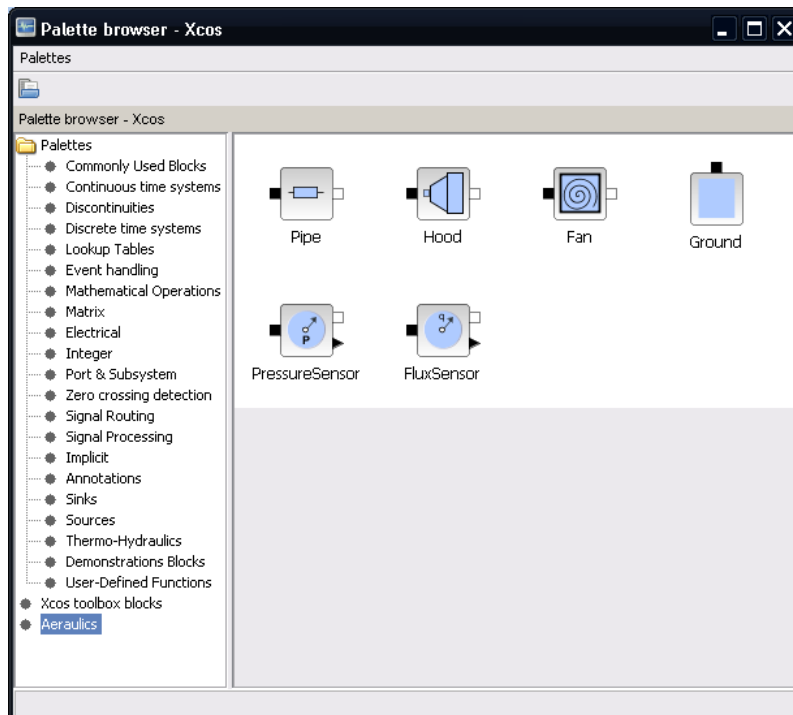 Palette browser - Xcos
Palettes
Palette browser - Xcos
Palettes
Commonly Used Blocks
Continuous time systems
Discontinuities
Discrete time systems
Lookup Tables
Event handling
Mathematical Operations
Matrix
Electrical
Integer
Port & Subsystem
Zero crossing detection
Signal Routing
Signal Processing
Implicit
Annotations
Sinks
Sources
Thermo-Hydraulics
Demonstrations Blocks
User-Defined Functions
Xcos toolbox blocks
Aeraulics
Pipe
Hood
Fan
Ground
P
PressureSensor
q
FluxSensor